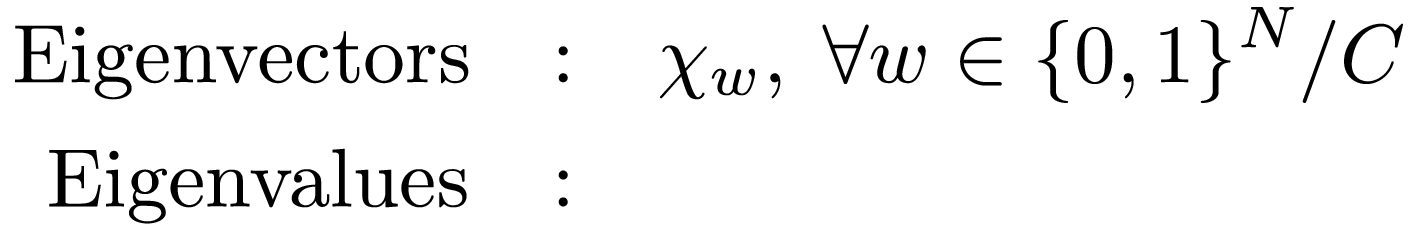 Eigenvectors : χ_w, ∀w ∈ {0, 1}^N/C
Eigenvalues :